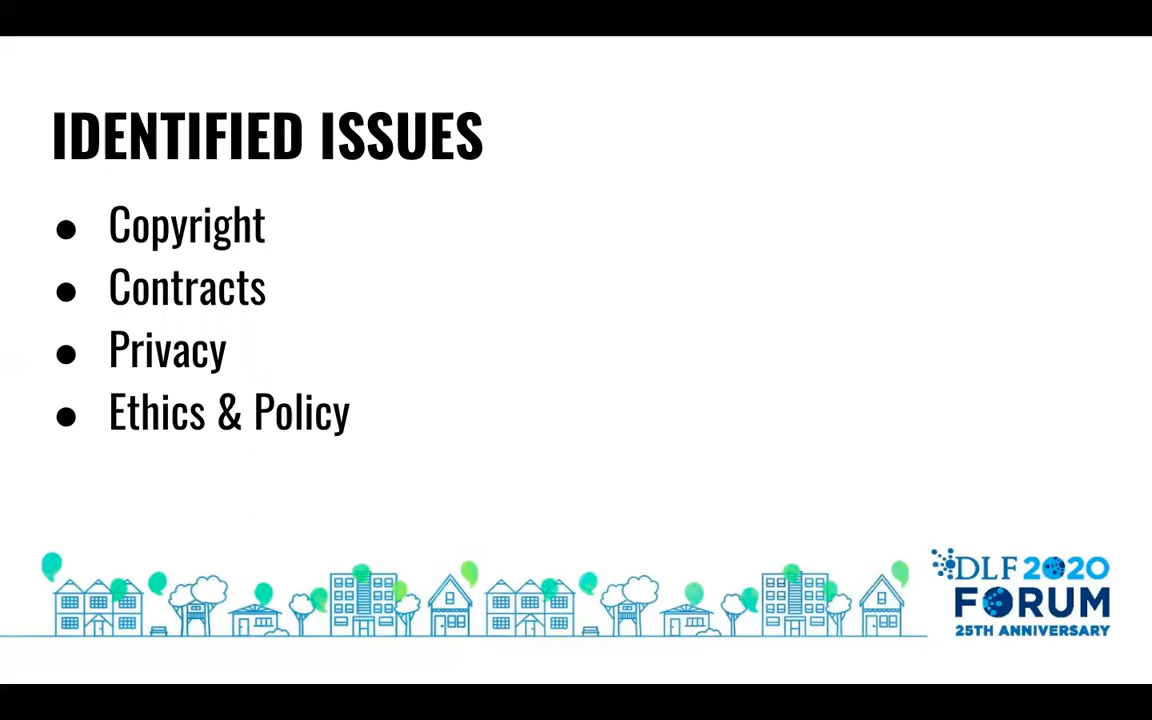 IDENTIFIED ISSUES
● Copyright
● Contracts
● Privacy
● Ethics & Policy
DLF 2020
FORUM
25TH ANNIVERSARY